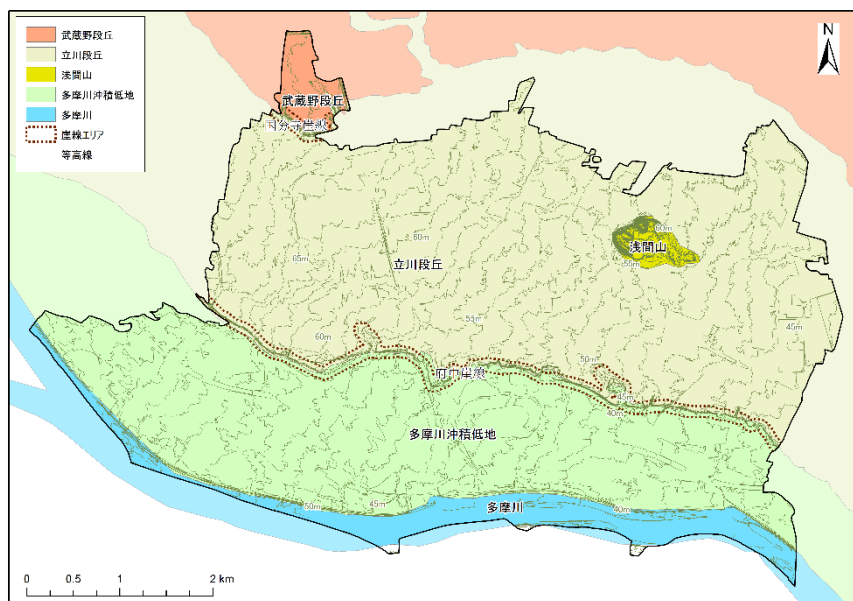 武蔵野段丘
立川段丘
浅間山
多摩川沖積低地
多摩川
崖線エリア
等高線
N
武蔵野段丘
国分寺崖線
60m
65m
立川段丘
60m
浅間山
55m
55m
45m
60m
50m
府中崖線
45m
40m
多摩川沖積低地
50m
45m
多摩川
40m
0 0.5 1 2 km